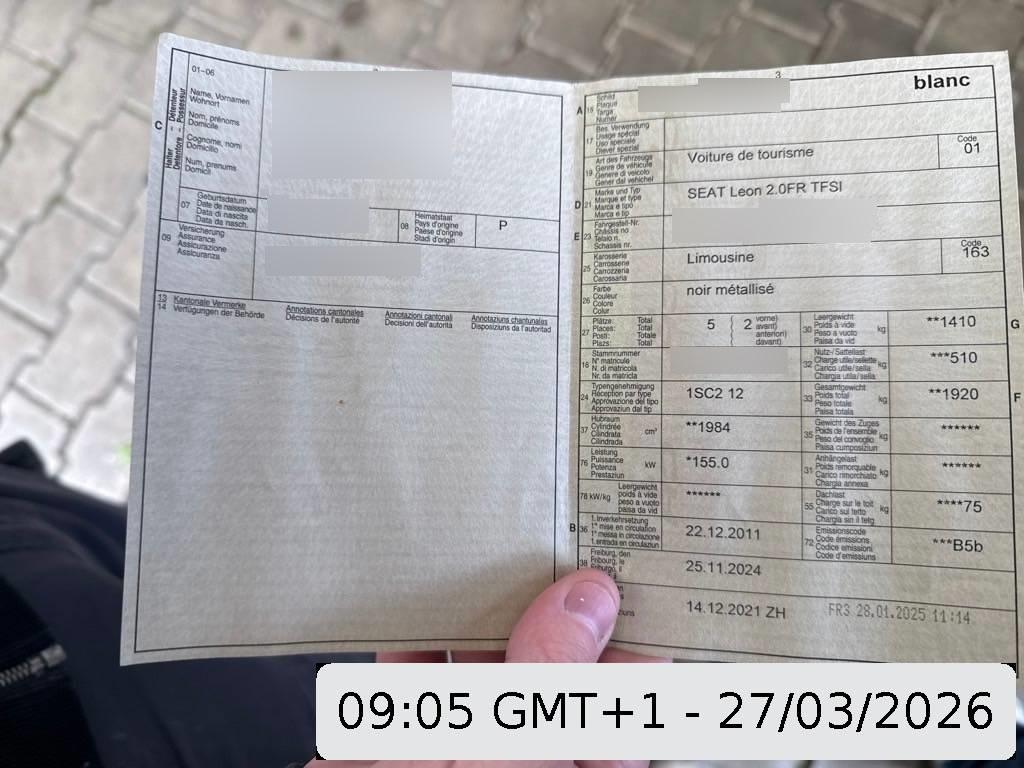 01–06
Name, Vornamen
Wohnort
Nom, prénoms
Domicile
Cognome, nomi
Domicilio
Num, prenums
Domicil
C
Halter – Détenteur
Detentore – Possessur
07
Geburtsdatum
Date de naissance
Data di nascita
Data da nasch.
08
Heimatstaat
Pays d'origine
Paese d'origine
Stadi d'origin
P
09
Versicherung
Assurance
Assicurazione
Assicuranza
13
14
Kantonale Vermerke
Verfügungen der Behörde
Annotations cantonales
Décisions de l'autorité
Annotazioni cantonali
Decisioni dell'autorità
Annotaziuns chantunales
Dispoziziuns da l'autoritad
3
blanc
A
Schild
Plaque
Targa
Numer
17
Bes. Verwendung
Usage spécial
Uso speciale
Diever spezial
19
Art des Fahrzeugs
Genre de véhicule
Genere di veicolo
Gener dal vehichel
Voiture de tourisme
Code
01
D
21
Marke und Typ
Marque et type
Marca e tipo
Marca e tip
SEAT Leon 2.0FR TFSI
E
23
Fahrgestell-Nr.
Châssis no
Telaio n.
Schassis nr.
25
Karosserie
Carrosserie
Carrozzeria
Carossaria
Limousine
Code
163
26
Farbe
Couleur
Colore
Colur
noir métallisé
27
Plätze: Total
Places: Total
Posti: Totale
Plazs: Total
5
2
vorne)
avant)
anteriori)
davant)
30
Leergewicht
Poids à vide
Peso a vuoto
Paisa da vid
kg
**1410
G
18
Stammnummer
N° matricule
N. di matricola
Nr. da matricla
32
Nutz-/Sattellast
Charge utile/sellette
Carico utile/sella
Chargia utila/sella
kg
***510
24
Typengenehmigung
Réception par type
Approvazione del tipo
Approvaziun dal tip
1SC2 12
33
Gesamtgewicht
Poids total
Peso totale
Paisa totala
kg
**1920
F
37
Hubraum
Cylindrée
Cilindrata
Cilindrada
cm³
**1984
35
Gewicht des Zuges
Poids de l'ensemble
Peso del convoglio
Paisa cumposiziun
kg
******
76
Leistung
Puissance
Potenza
Prestaziun
kW
*155.0
31
Anhängelast
Poids remorquable
Carico rimorchiato
Chargia annexa
kg
******
78
kW/kg
Leergewicht
poids à vide
peso a vuoto
paisa da vid
******
55
Dachlast
Charge sur le toit
Carico sul tetto
Chargia sin il tetg
kg
****75
B
36
1.Inverkehrsetzung
1re mise en circulation
1a messa in circolazione
1.entrada en circulaziun
22.12.2011
72
Emissionscode
Code émissions
Codice emissioni
Code d'emissiuns
***B5b
38
Freiburg, den
Fribourg, le
Friburgo, il
25.11.2024
14.12.2021 ZH
FR3 28.01.2025 11:14
09:05 GMT+1 - 27/03/2026